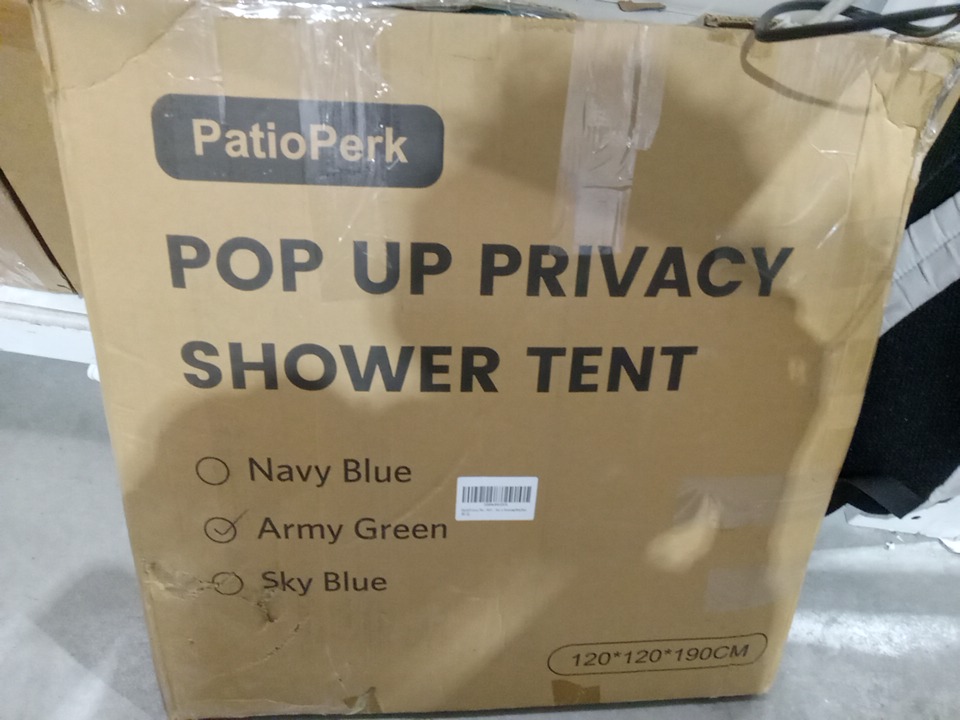 PatioPerk
POP UP PRIVACY
SHOWER TENT
Navy Blue
Army Green
Sky Blue
120*120*190CM